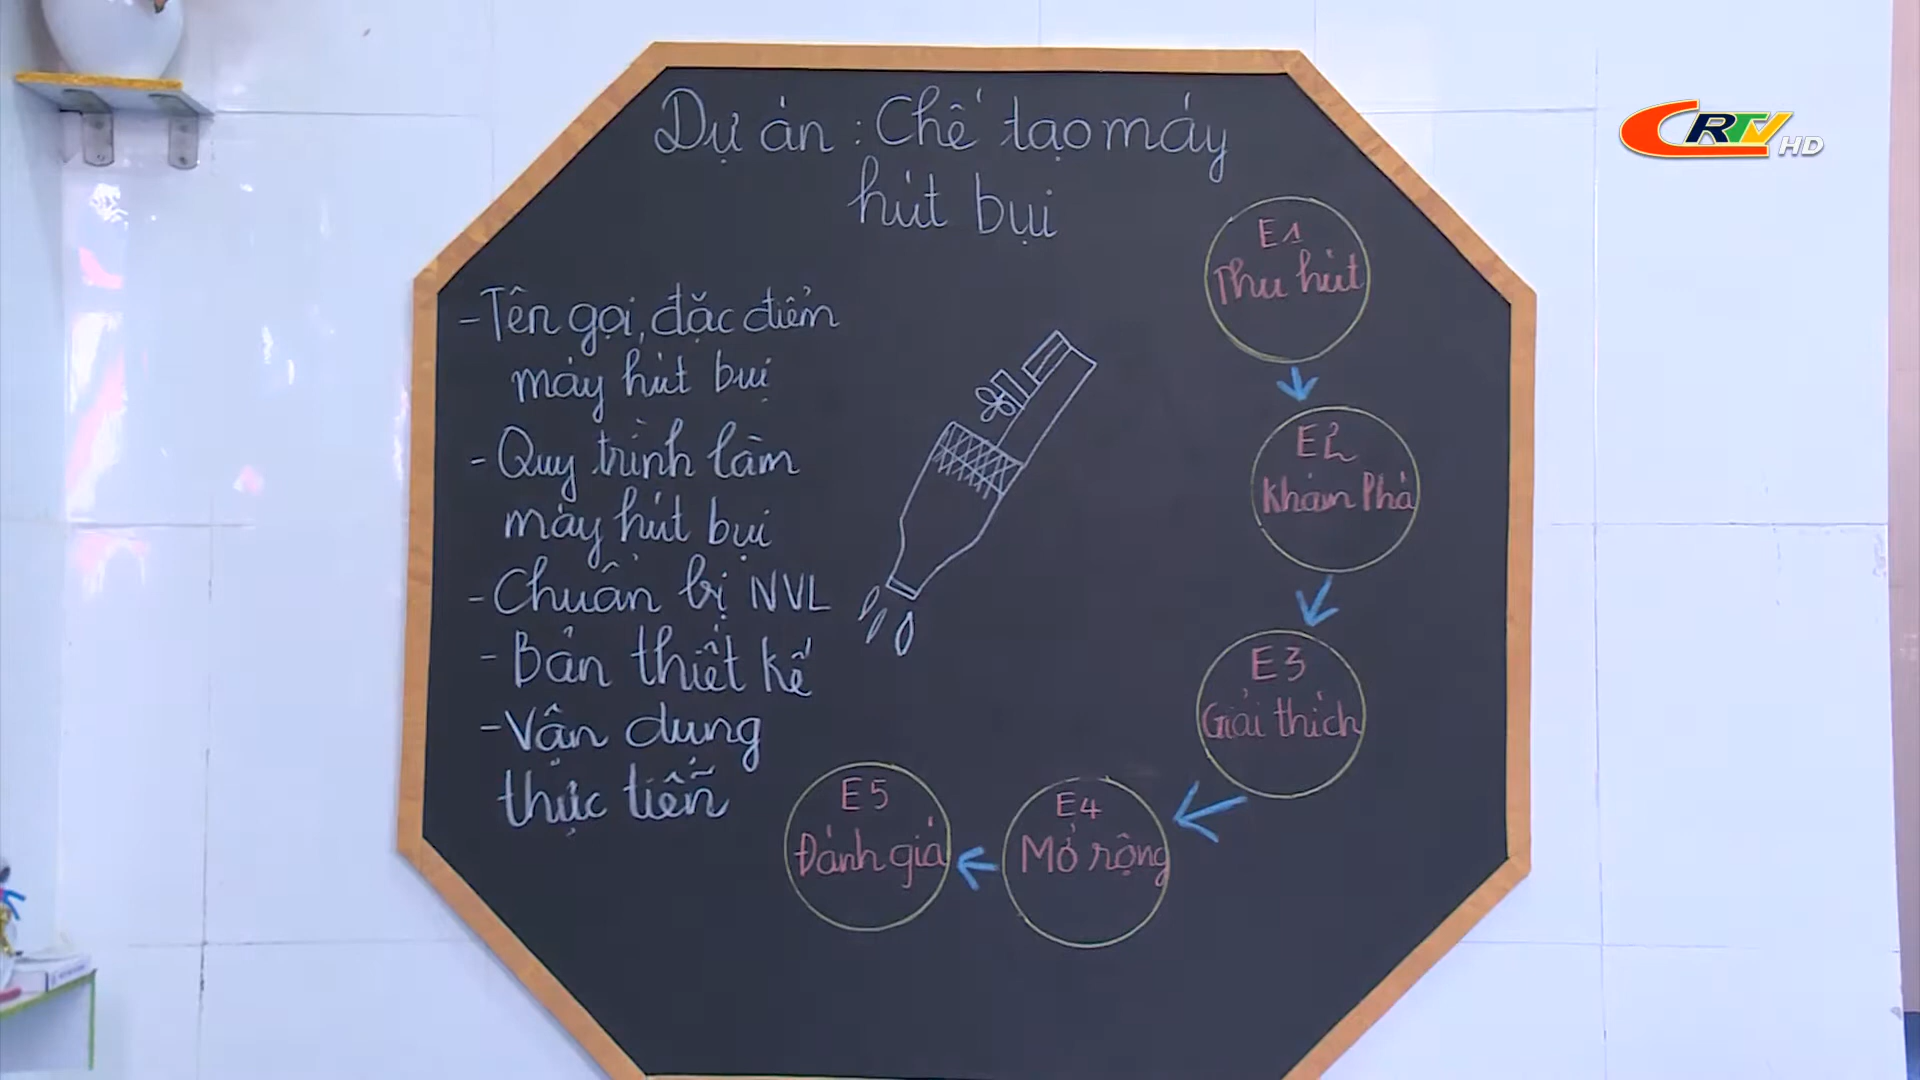 Dự án: Chế tạo máy
hút bụi
- Tên gọi, đặc điểm
máy hút bụi
- Quy trình làm
máy hút bụi
- Chuẩn bị NVL
- Bản thiết kế
- Vận dụng
thực tiễn
E1
Thu hút
E2
Khám Phá
E3
Giải thích
E4
Mở rộng
E5
Đánh giá
CRTV HD